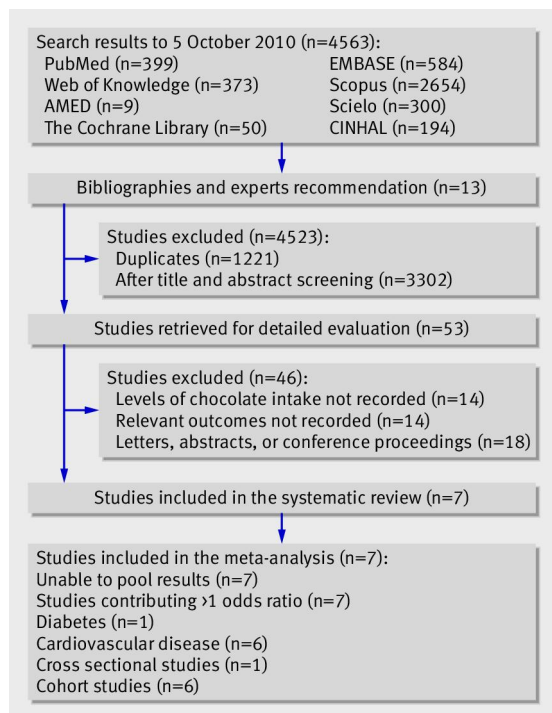 Search results to 5 October 2010 (n=4563):
PubMed (n=399)
Web of Knowledge (n=373)
AMED (n=9)
The Cochrane Library (n=50)
EMBASE (n=584)
Scopus (n=2654)
Scielo (n=300)
CINHAL (n=194)
Bibliographies and experts recommendation (n=13)
Studies excluded (n=4523):
Duplicates (n=1221)
After title and abstract screening (n=3302)
Studies retrieved for detailed evaluation (n=53)
Studies excluded (n=46):
Levels of chocolate intake not recorded (n=14)
Relevant outcomes not recorded (n=14)
Letters, abstracts, or conference proceedings (n=18)
Studies included in the systematic review (n=7)
Studies included in the meta-analysis (n=7):
Unable to pool results (n=7)
Studies contributing >1 odds ratio (n=7)
Diabetes (n=1)
Cardiovascular disease (n=6)
Cross sectional studies (n=1)
Cohort studies (n=6)